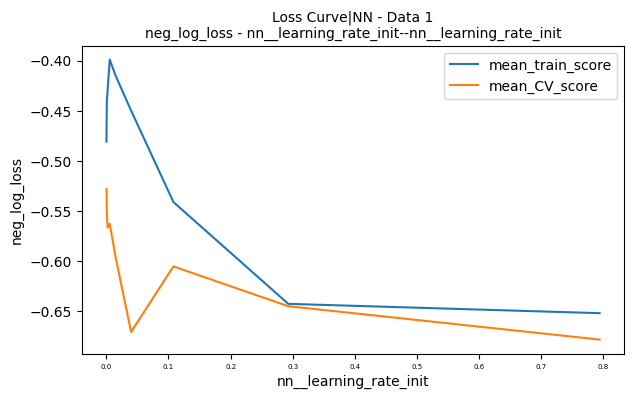 Loss Curve|NN - Data 1
neg_log_loss - nn__learning_rate_init--nn__learning_rate_init
mean_train_score
mean_CV_score
−0.40
−0.45
−0.50
−0.55
−0.60
−0.65
neg_log_loss
0.0 0.1 0.2 0.3 0.4 0.5 0.6 0.7 0.8
nn__learning_rate_init